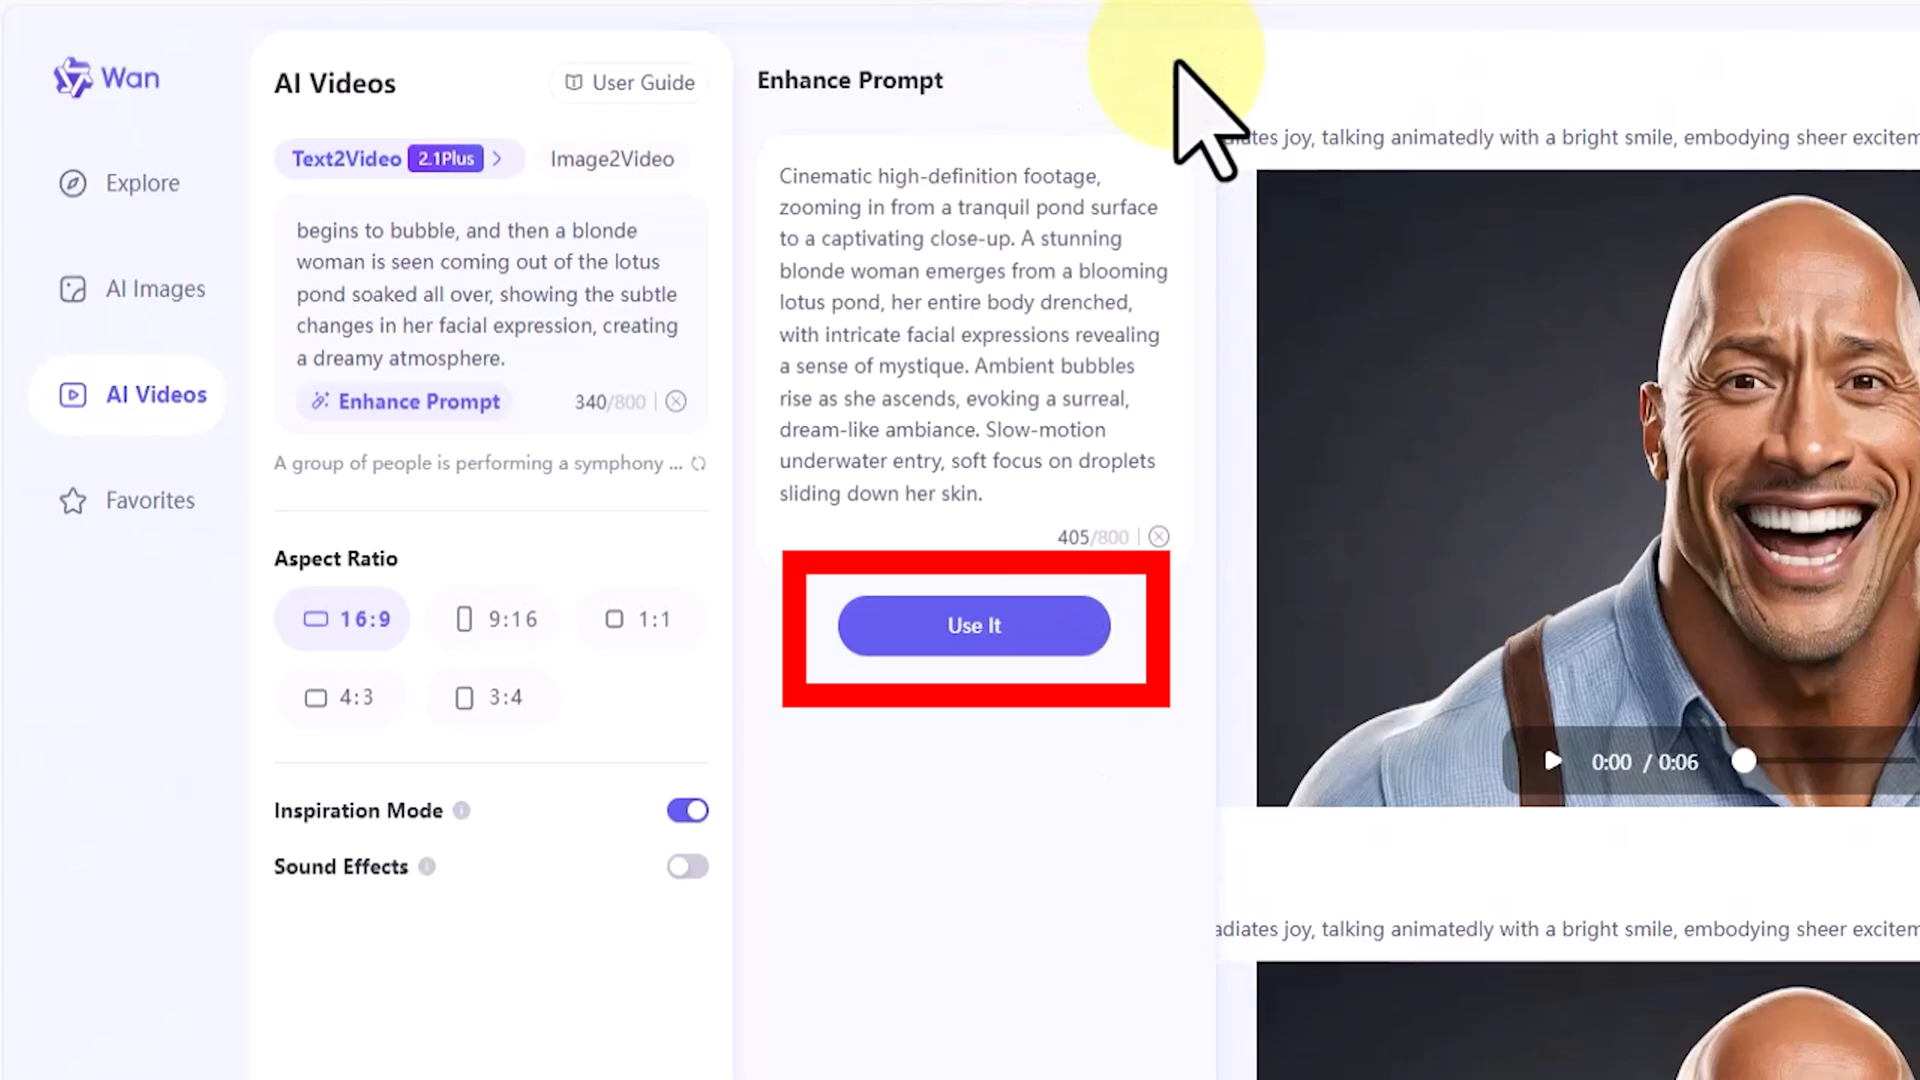 Wan
Explore
AI Images
AI Videos
Favorites
AI Videos
User Guide
Text2Video 2.1Plus
Image2Video
begins to bubble, and then a blonde
woman is seen coming out of the lotus
pond soaked all over, showing the subtle
changes in her facial expression, creating
a dreamy atmosphere.
Enhance Prompt
340/800
A group of people is performing a symphony ...
Aspect Ratio
16:9
9:16
1:1
4:3
3:4
Inspiration Mode
Sound Effects
Enhance Prompt
Cinematic high-definition footage,
zooming in from a tranquil pond surface
to a captivating close-up. A stunning
blonde woman emerges from a blooming
lotus pond, her entire body drenched,
with intricate facial expressions revealing
a sense of mystique. Ambient bubbles
rise as she ascends, evoking a surreal,
dream-like ambiance. Slow-motion
underwater entry, soft focus on droplets
sliding down her skin.
405/800
Use It
iates joy, talking animatedly with a bright smile, embodying sheer excitem
0:00 / 0:06
adiates joy, talking animatedly with a bright smile, embodying sheer excitem